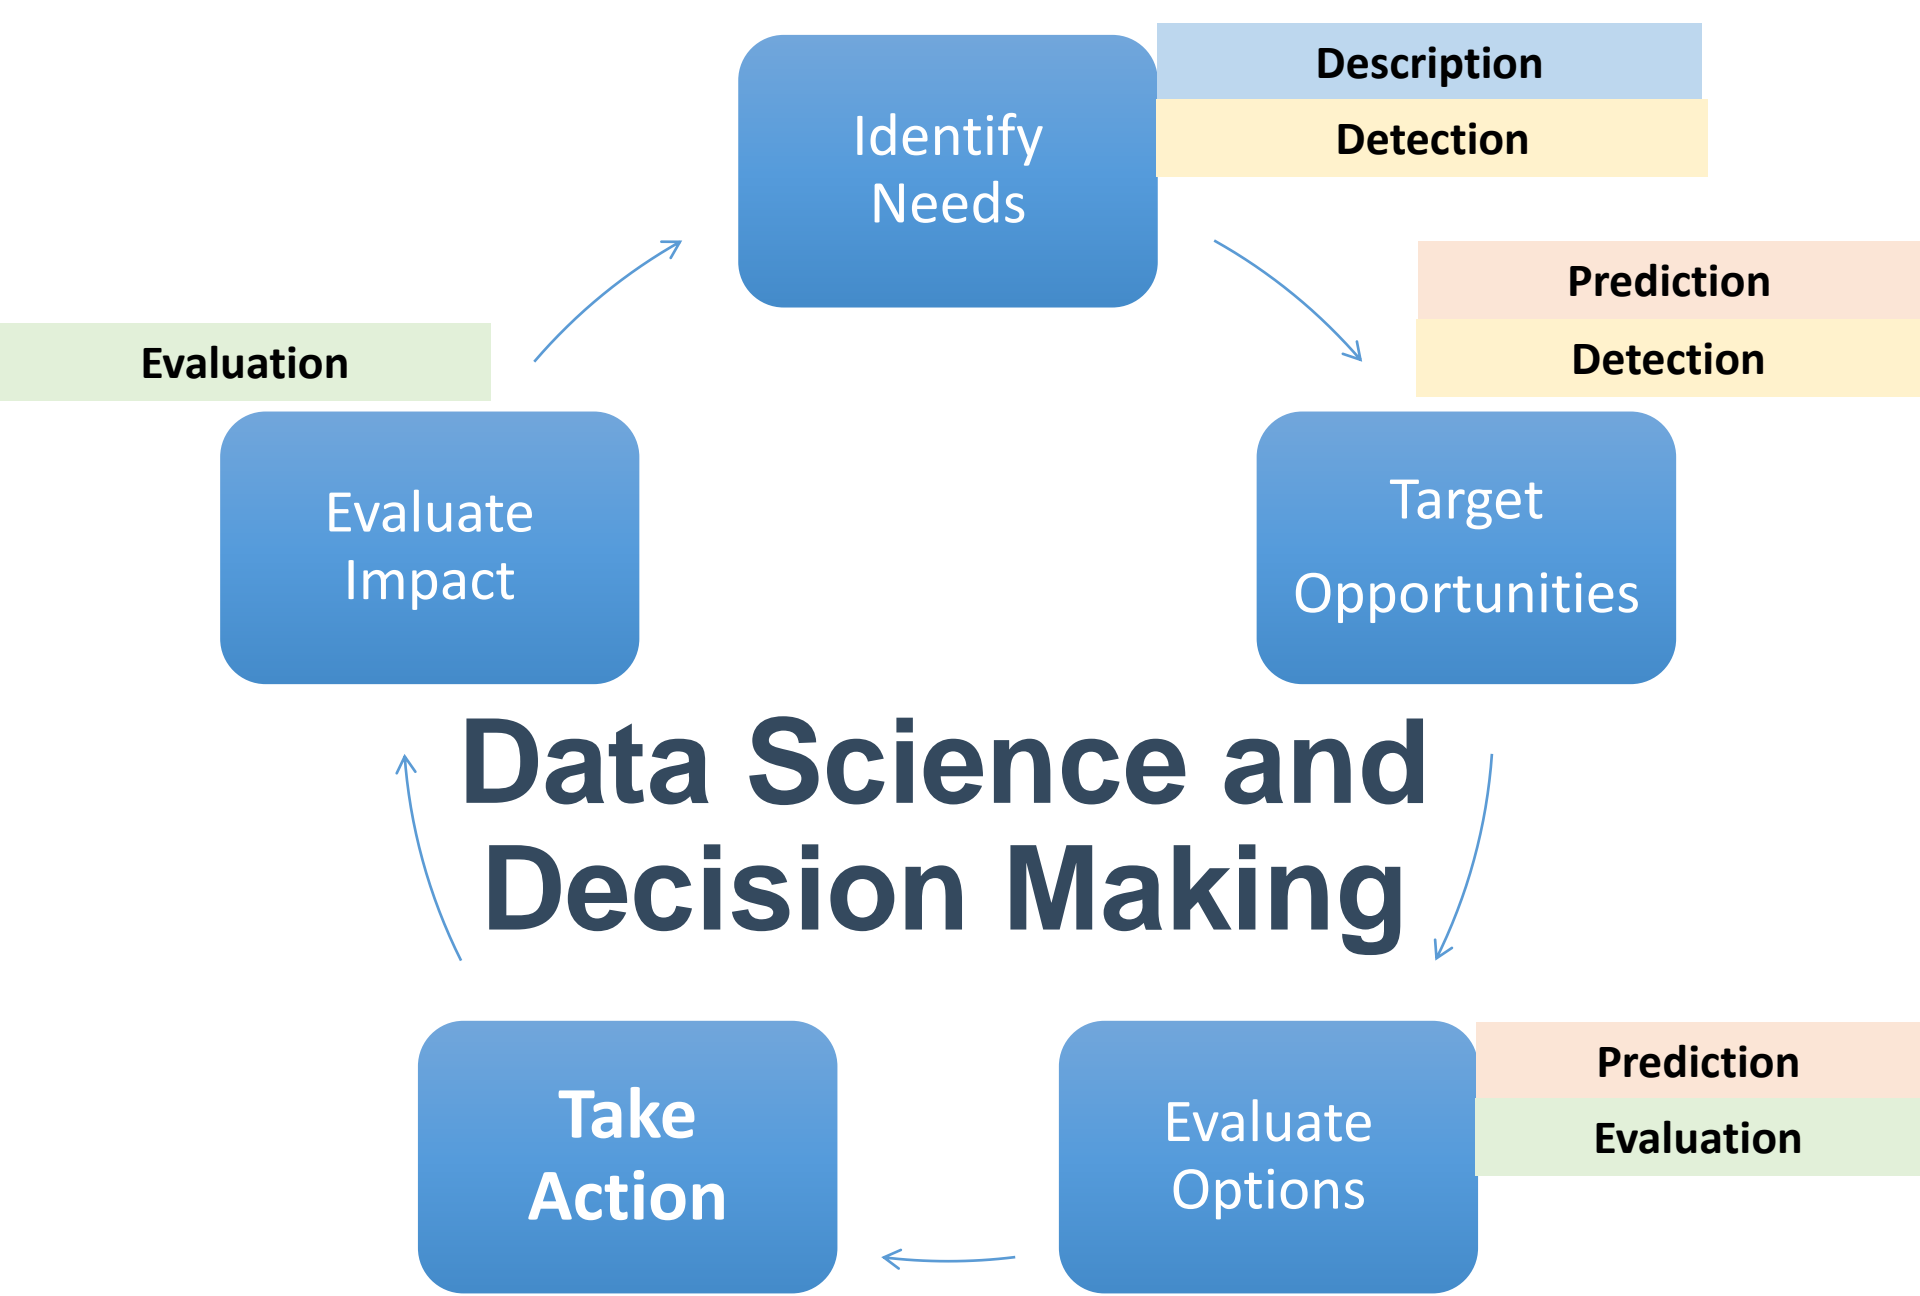 Description
Detection
Identify
Needs
Prediction
Detection
Evaluation
Target
Opportunities
Evaluate
Impact
Data Science and
Decision Making
Prediction
Evaluation
Evaluate
Options
Take
Action